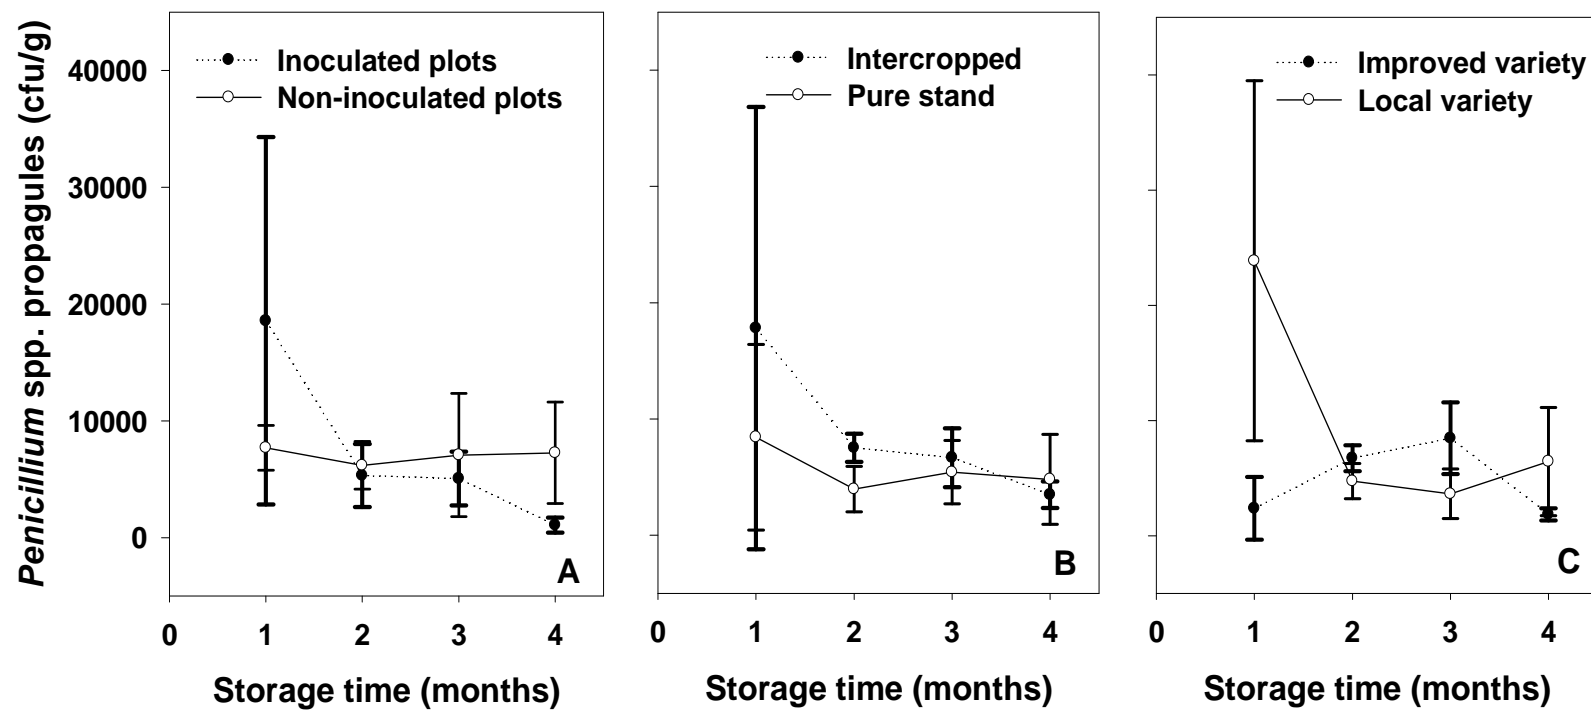 Penicillium spp. propagules (cfu/g)
40000
30000
20000
10000
0
Inoculated plots
Non-inoculated plots
A
0 1 2 3 4
Storage time (months)
Intercropped
Pure stand
B
0 1 2 3 4
Storage time (months)
Improved variety
Local variety
C
0 1 2 3 4
Storage time (months)